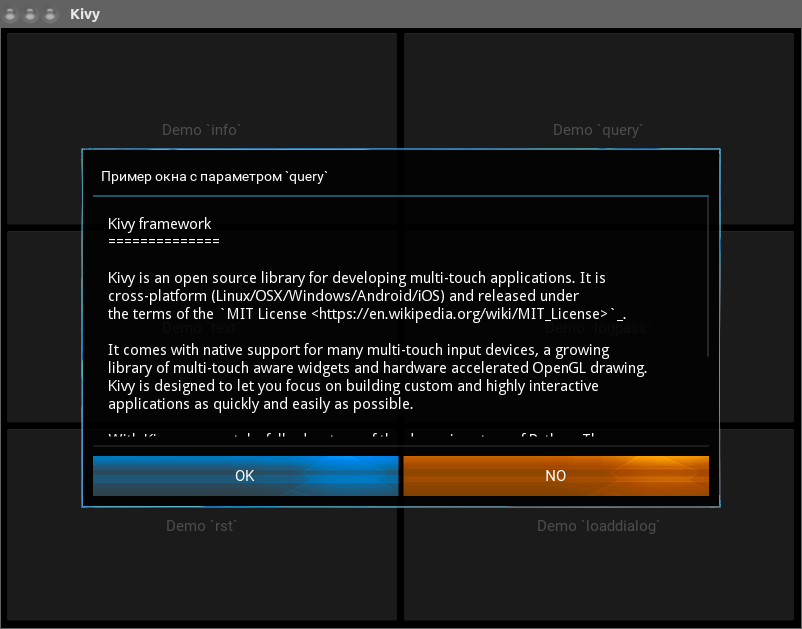 Kivy
Demo `info`
Demo `query`
Пример окна с параметром `query`
Kivy framework
==============
Kivy is an open source library for developing multi-touch applications. It is
cross-platform (Linux/OSX/Windows/Android/iOS) and released under
the terms of the `MIT License <https://en.wikipedia.org/wiki/MIT_License>`_.
Demo `text`
Demo `logpass`
It comes with native support for many multi-touch input devices, a growing
library of multi-touch aware widgets and hardware accelerated OpenGL drawing.
Kivy is designed to let you focus on building custom and highly interactive
applications as quickly and easily as possible.
OK
NO
Demo `rst`
Demo `loaddialog`